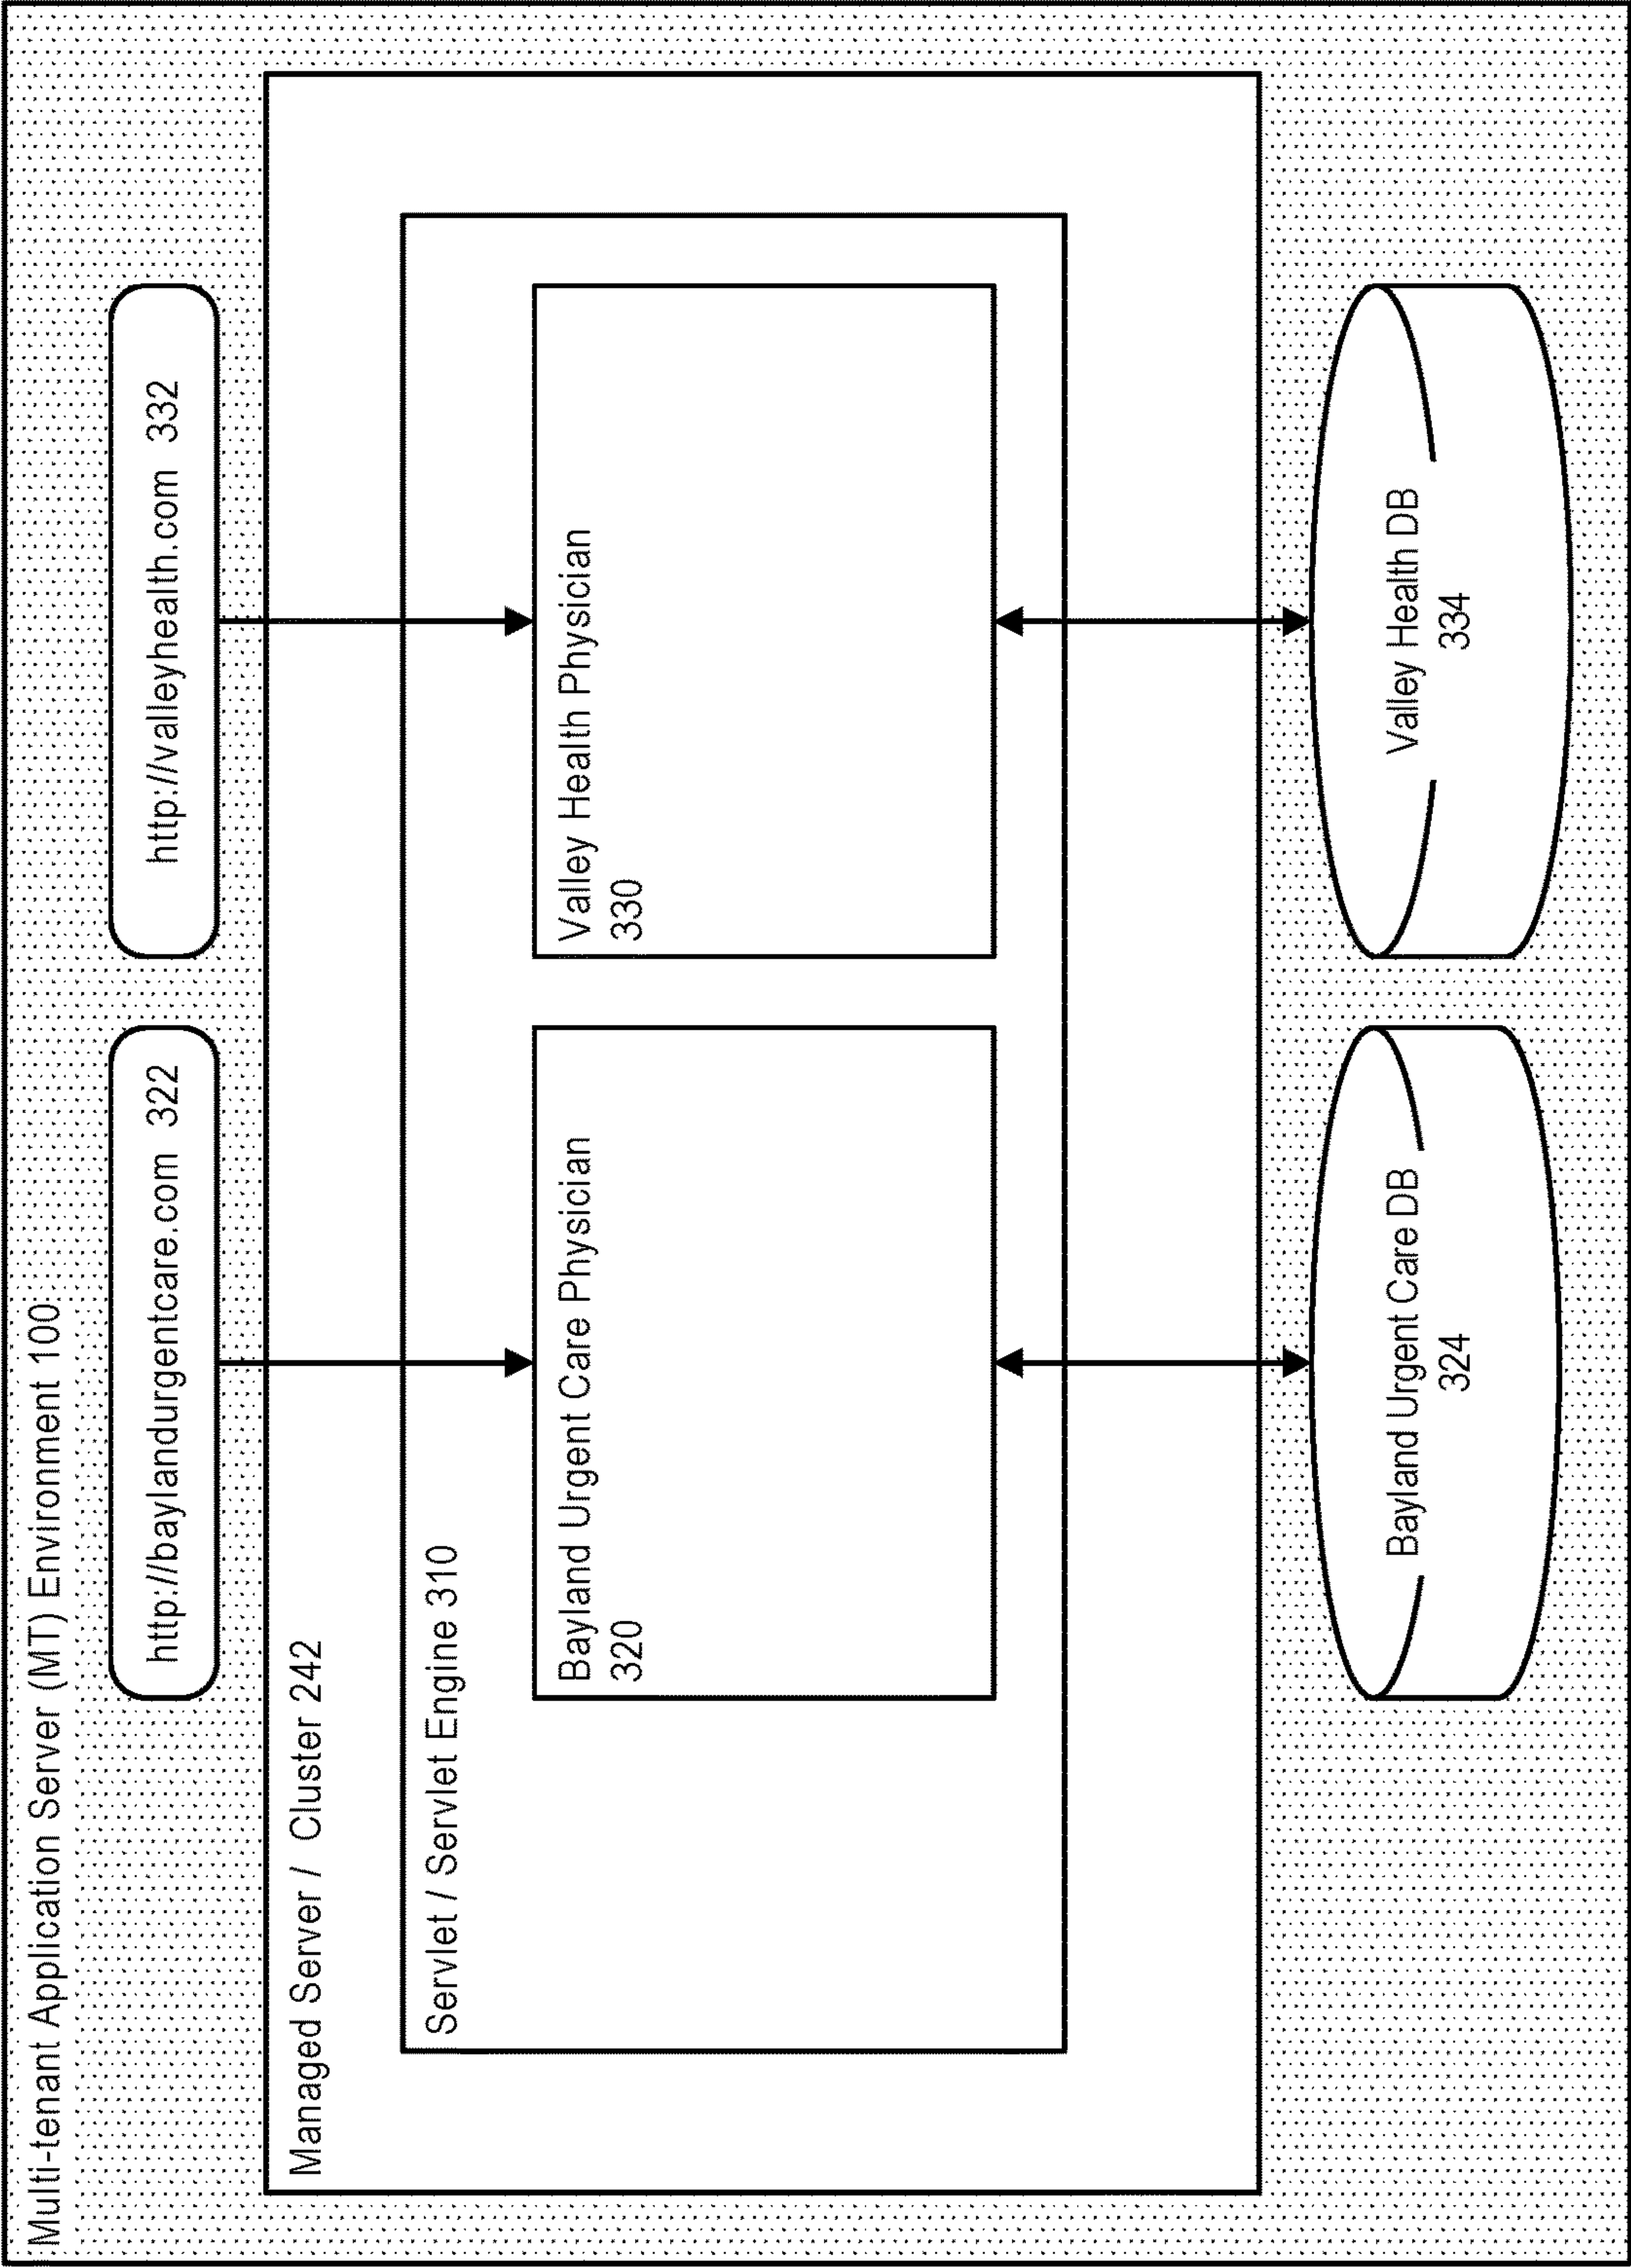 Multi-tenant Application Server (MT) Environment 100
http://baylandurgentcare.com 322
http://valleyhealth.com 332
Managed Server / Cluster 242
Servlet / Servlet Engine 310
Bayland Urgent Care Physician
320
Valley Health Physician
330
Bayland Urgent Care DB
324
Valley Health DB
334